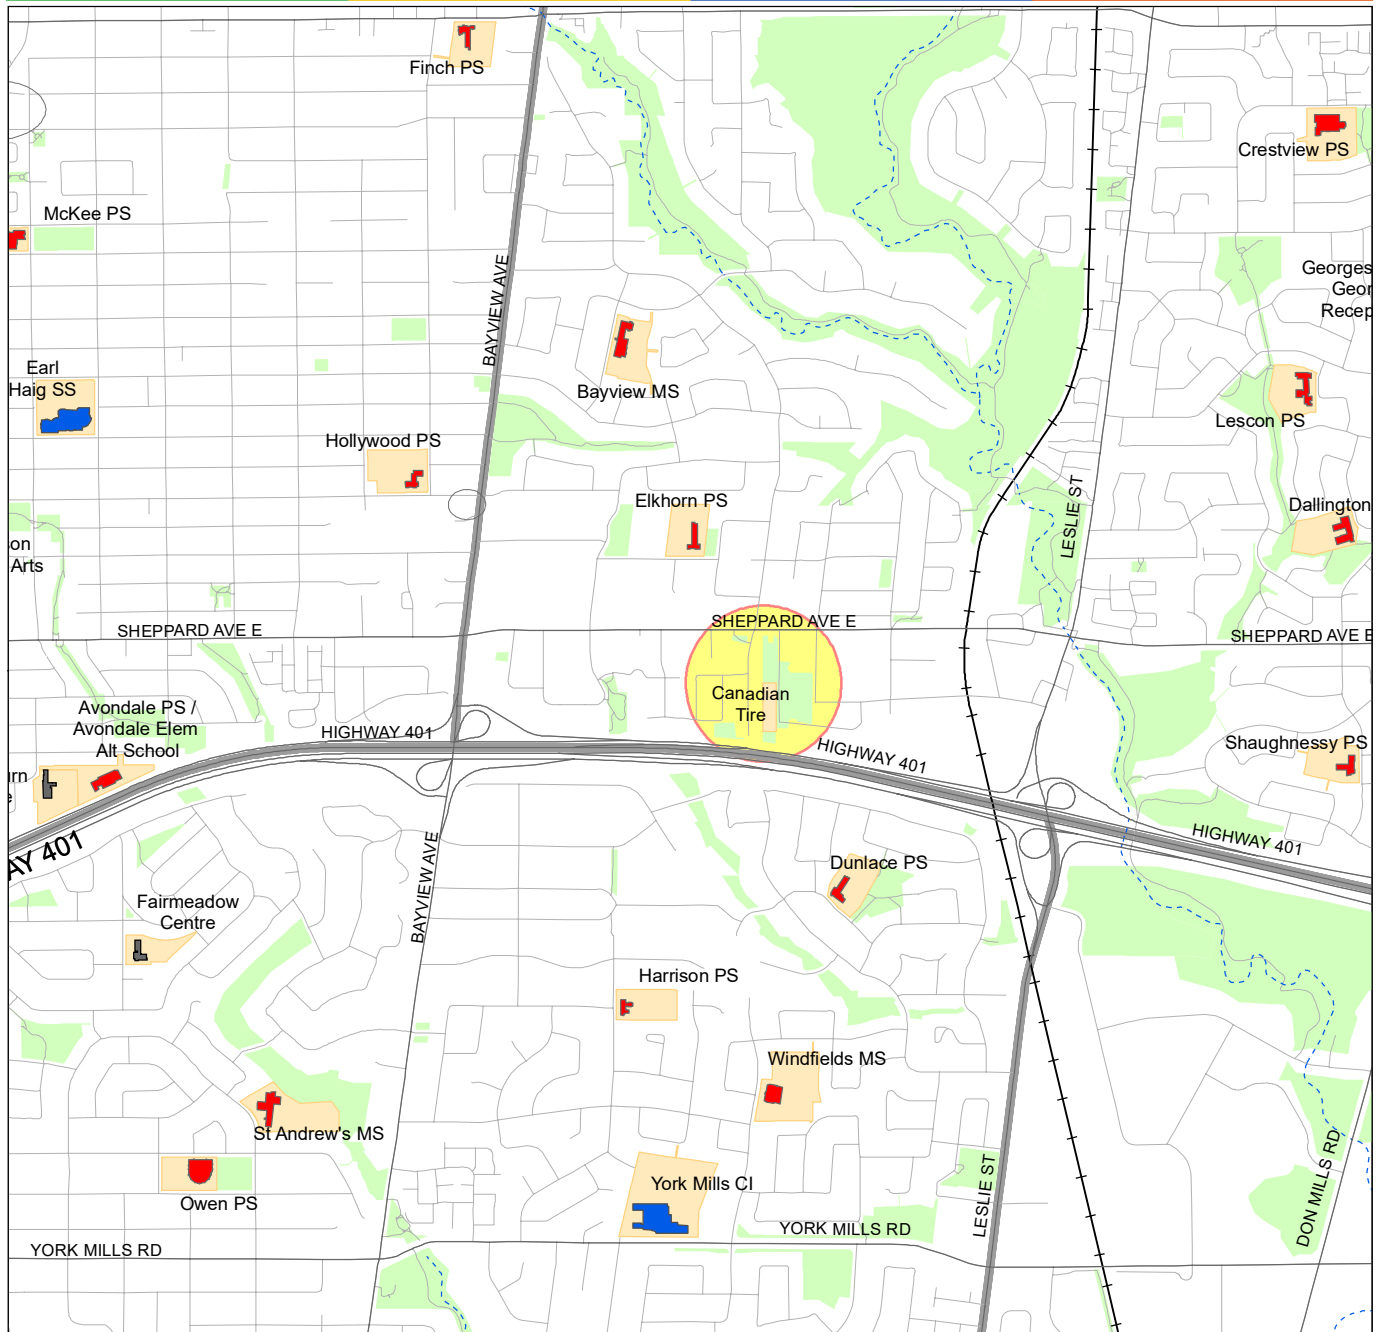 Finch PS
Crestview PS
McKee PS
Georges
Geor
Recep
BAYVIEW AVE
Earl
Haig SS
Bayview MS
Lescon PS
Hollywood PS
Elkhorn PS
LESLIE ST
Dallington
on
Arts
SHEPPARD AVE E
SHEPPARD AVE E
SHEPPARD AVE E
Canadian
Tire
Avondale PS /
Avondale Elem
Alt School
HIGHWAY 401
HIGHWAY 401
Shaughnessy PS
urn
e
HIGHWAY 401
AY 401
BAYVIEW AVE
Dunlace PS
Fairmeadow
Centre
Harrison PS
Windfields MS
St Andrew's MS
York Mills CI
LESLIE ST
DON MILLS RD
Owen PS
YORK MILLS RD
YORK MILLS RD